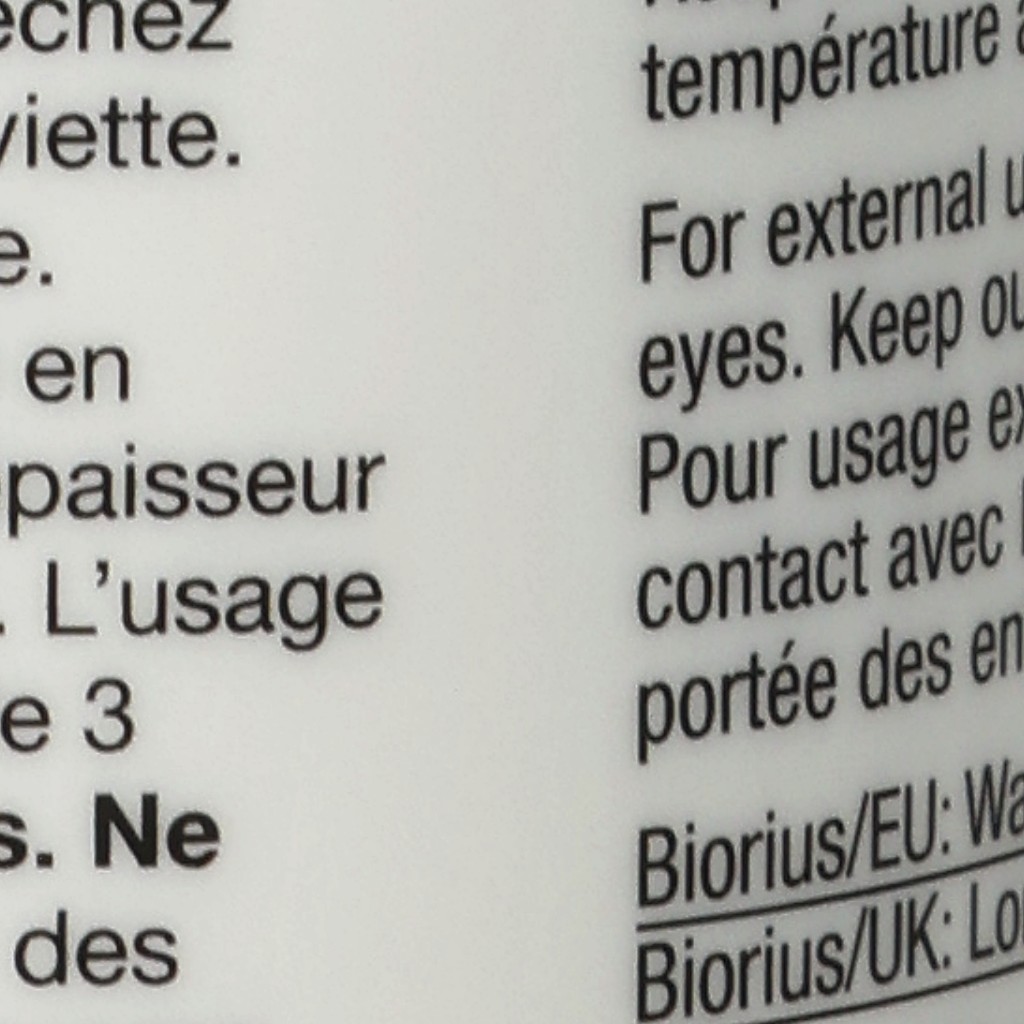 viette.
en
paisseur
. L'usage
e 3
s. Ne
des
température
For external
eyes. Keep
Pour usage
contact avec
portée des
Biorius/EU:
Biorius/UK: